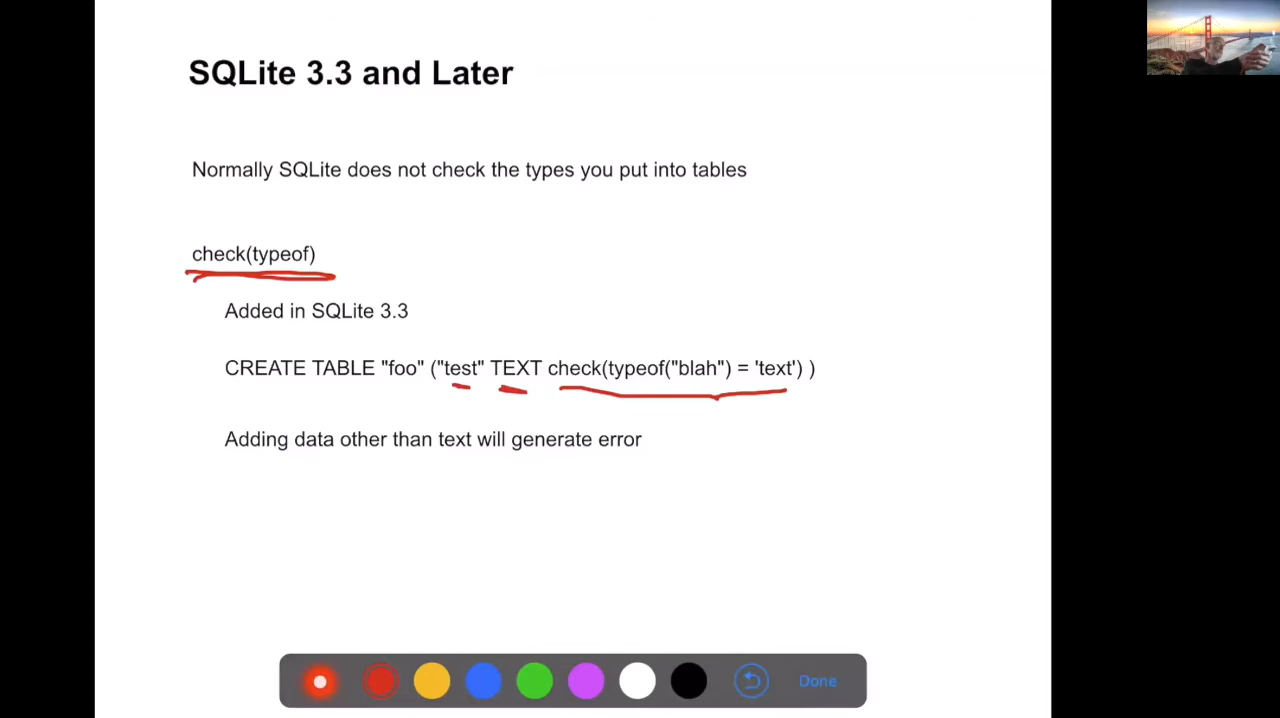 SQLite 3.3 and Later
Normally SQLite does not check the types you put into tables
check(typeof)
Added in SQLite 3.3
CREATE TABLE "foo" ("test" TEXT check(typeof("blah") = 'text') )
Adding data other than text will generate error
Done